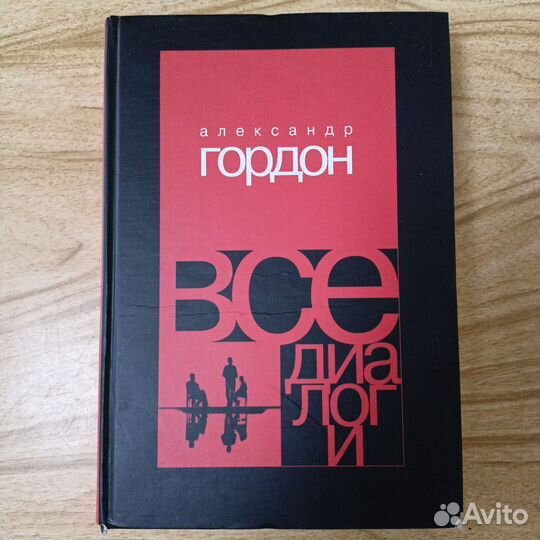 александр
гордон
все
диа
лог
и
Avito